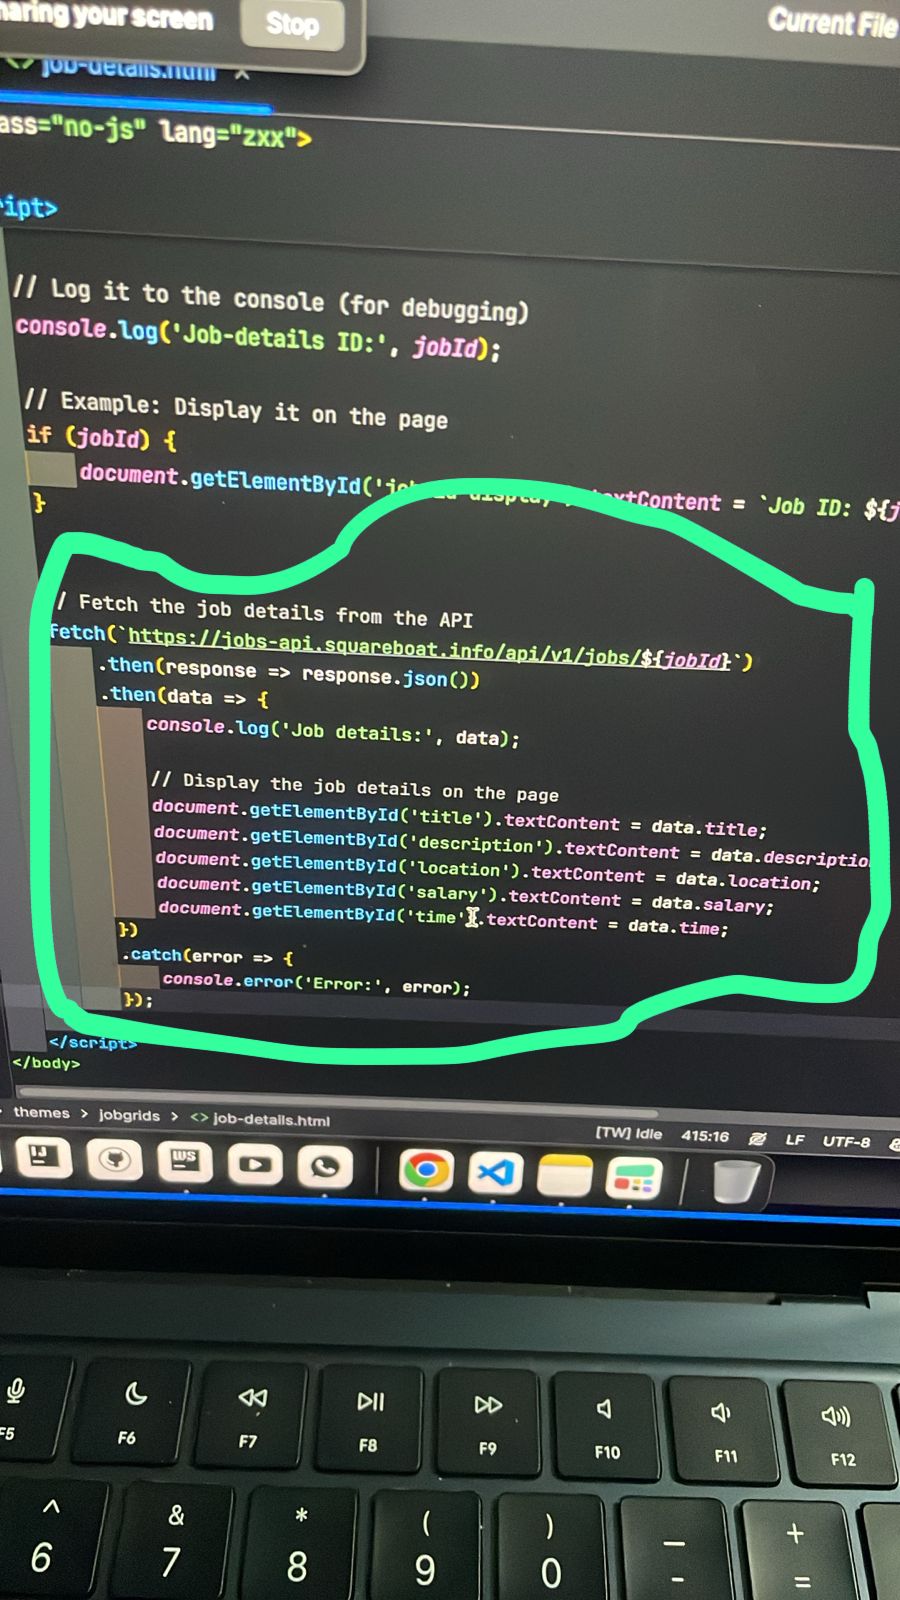 haring your screen
Stop
Current File
<> job-details.html ×
ass="no-js" lang="zxx">
ript>
// Log it to the console (for debugging)
console.log('Job-details ID:', jobId);
// Example: Display it on the page
if (jobId) {
document.getElementById(' textContent = `Job ID: ${j
}
/ Fetch the job details from the API
fetch(`https://jobs-api.squareboat.info/api/v1/jobs/${jobId}`)
.then(response => response.json())
.then(data => {
console.log('Job details:', data);
// Display the job details on the page
document.getElementById('title').textContent = data.title;
document.getElementById('description').textContent = data.descriptio
document.getElementById('location').textContent = data.location;
document.getElementById('salary').textContent = data.salary;
document.getElementById('time').textContent = data.time;
})
.catch(error => {
console.error('Error:', error);
});
</script>
</body>
themes > jobgrids > <> job-details.html
[TW] Idle 415:16 LF UTF-8
IJ
WS
F5 F6 F7 F8 F9 F10 F11 F12
^ & * ( ) — +
6 7 8 9 0 - =